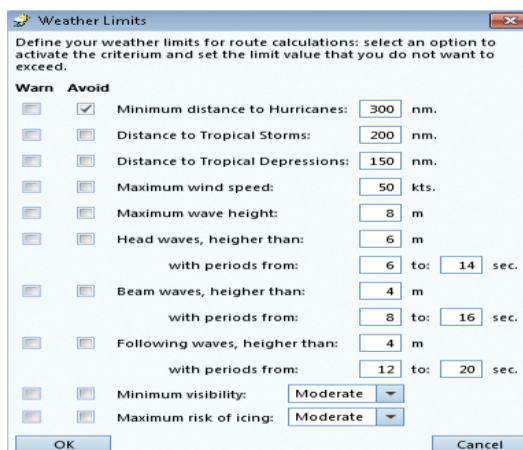 Weather Limits
Define your weather limits for route calculations: select an option to
activate the criterium and set the limit value that you do not want to
exceed.
Warn Avoid
Minimum distance to Hurricanes: 300 nm.
Distance to Tropical Storms: 200 nm.
Distance to Tropical Depressions: 150 nm.
Maximum wind speed: 50 kts.
Maximum wave height: 8 m
Head waves, heigher than: 6 m
with periods from: 6 to: 14 sec.
Beam waves, heigher than: 4 m
with periods from: 8 to: 16 sec.
Following waves, heigher than: 4 m
with periods from: 12 to: 20 sec.
Minimum visibility: Moderate
Maximum risk of icing: Moderate
OK Cancel